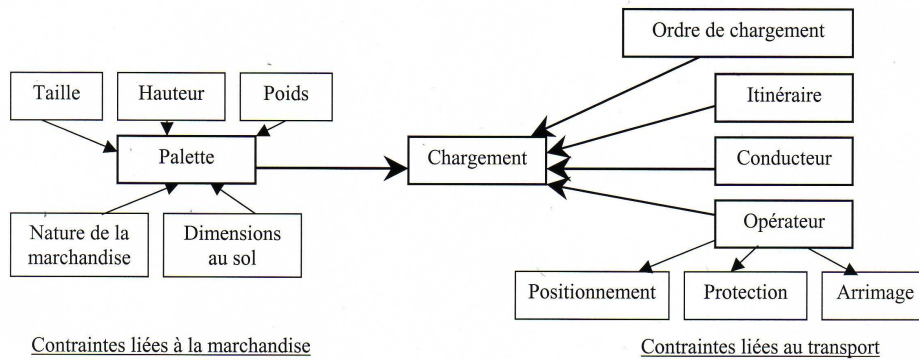 Ordre de chargement
Taille
Hauteur
Poids
Itinéraire
Palette
Chargement
Conducteur
Nature de la
marchandise
Dimensions
au sol
Opérateur
Positionnement
Protection
Arrimage
Contraintes liées à la marchandise
Contraintes liées au transport